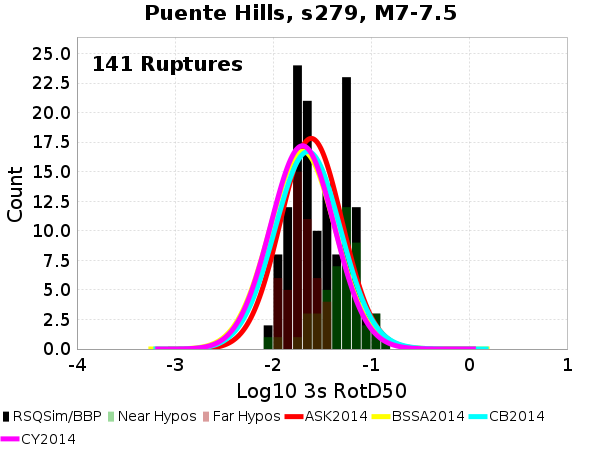 Puente Hills, s279, M7-7.5
141 Ruptures
25.0
22.5
20.0
17.5
15.0
12.5
10.0
7.5
5.0
2.5
0.0
Count
-4 -3 -2 -1 0 1
Log10 3s RotD50
RSQSim/BBP Near Hypos Far Hypos ASK2014 BSSA2014 CB2014
CY2014